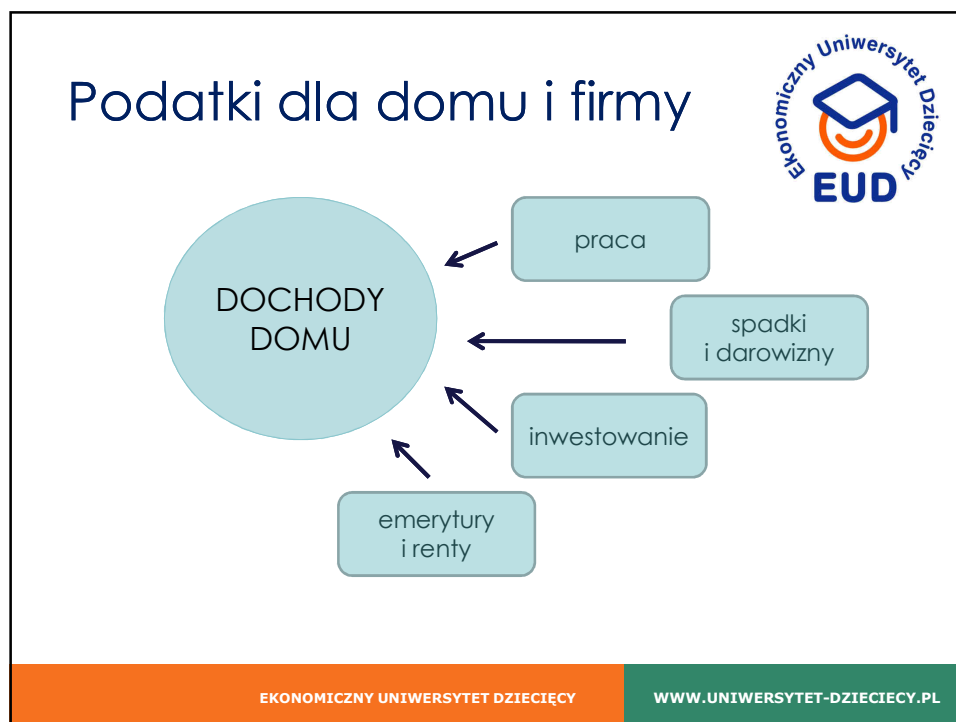 Podatki dla domu i firmy
Ekonomiczny Uniwersytet Dziecięcy
EUD
DOCHODY
DOMU
praca
spadki
i darowizny
inwestowanie
emerytury
i renty
EKONOMICZNY UNIWERSYTET DZIECIĘCY
WWW.UNIWERSYTET-DZIECIECY.PL